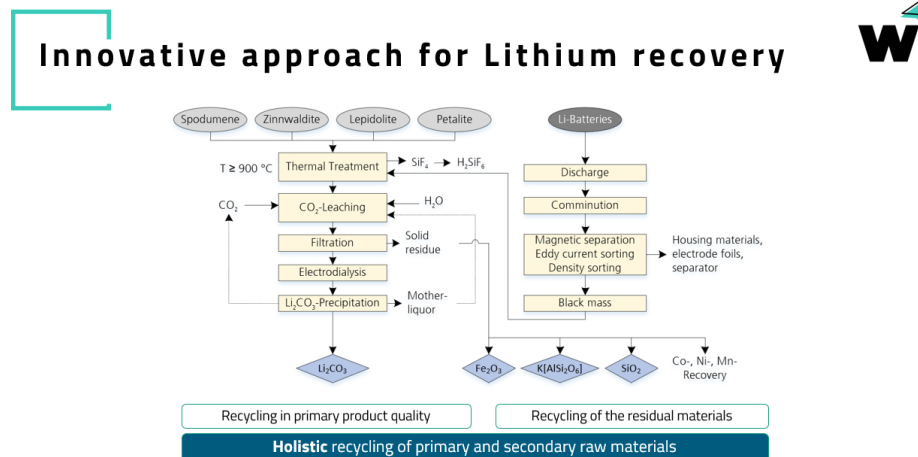 Innovative approach for Lithium recovery
W
Spodumene
Zinnwaldite
Lepidolite
Petalite
Li-Batteries
T ≥ 900 °C
Thermal Treatment
SiF₄
H₂SiF₆
Discharge
CO₂
CO₂-Leaching
H₂O
Comminution
Filtration
Solid
residue
Magnetic separation
Eddy current sorting
Density sorting
Housing materials,
electrode foils,
separator
Electrodialysis
Li₂CO₃-Precipitation
Mother-
liquor
Black mass
Li₂CO₃
Fe₂O₃
K[AlSi₂O₆]
SiO₂
Co-, Ni-, Mn-
Recovery
Recycling in primary product quality
Recycling of the residual materials
Holistic recycling of primary and secondary raw materials